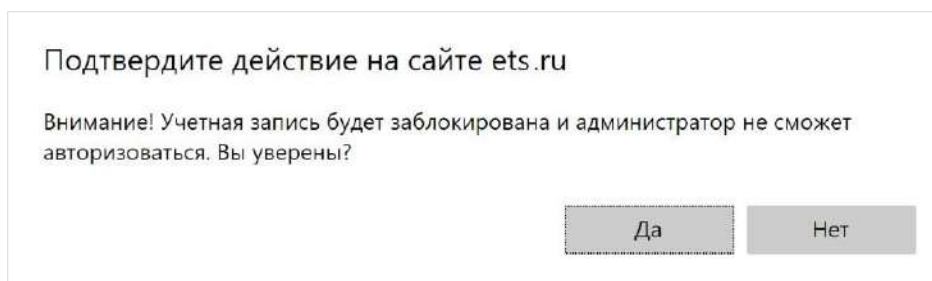 Подтвердите действие на сайте ets.ru
Внимание! Учетная запись будет заблокирована и администратор не сможет
авторизоваться. Вы уверены?
Да
Нет